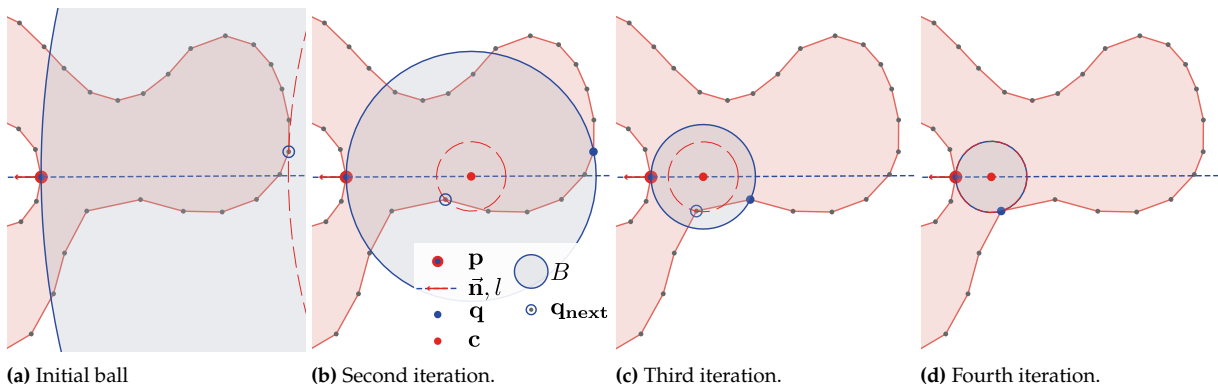 p
n⃗, l
q
c
B
q_next
(a) Initial ball
(b) Second iteration.
(c) Third iteration.
(d) Fourth iteration.